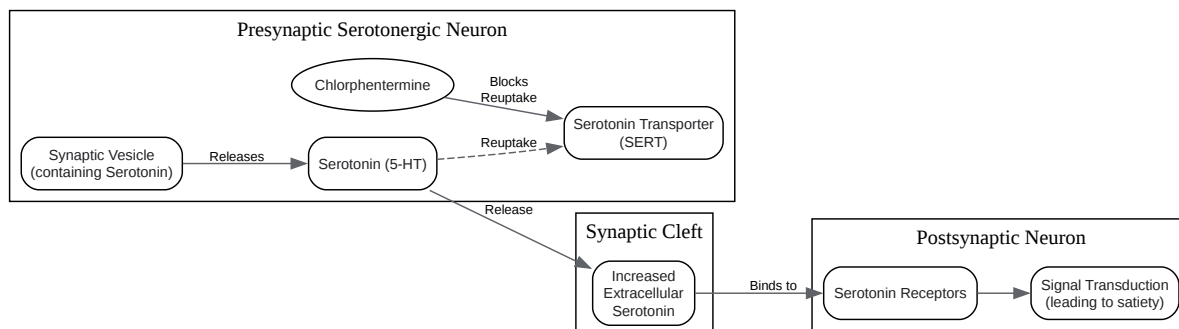 Presynaptic Serotonergic Neuron
Chlorphentermine
Blocks
Reuptake
Serotonin Transporter
(SERT)
Synaptic Vesicle
(containing Serotonin)
Releases
Serotonin (5-HT)
Reuptake
Release
Synaptic Cleft
Increased
Extracellular
Serotonin
Binds to
Postsynaptic Neuron
Serotonin Receptors
Signal Transduction
(leading to satiety)